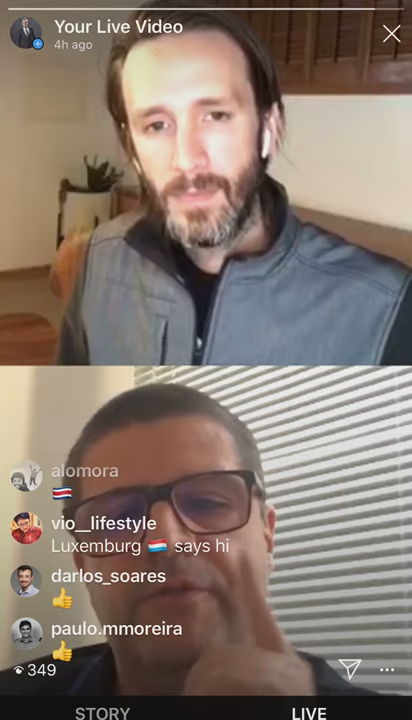 Your Live Video
4h ago
alomora
🇨🇷
vio__lifestyle
Luxemburg 🇱🇺 says hi
darlos_soares
👍
paulo.mmoreira
👍
349
STORY LIVE